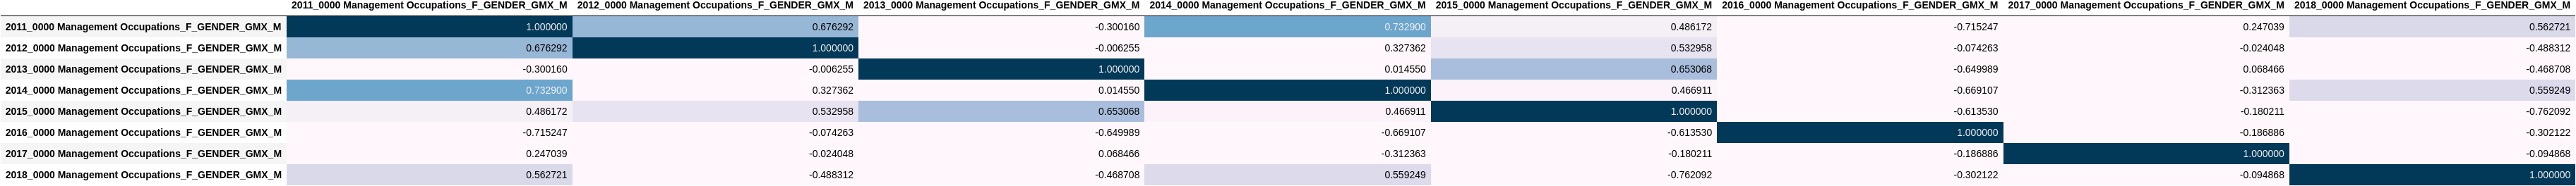 2011_0000 Management Occupations_F_GENDER_GMX_M 2012_0000 Management Occupations_F_GENDER_GMX_M 2013_0000 Management Occupations_F_GENDER_GMX_M 2014_0000 Management Occupations_F_GENDER_GMX_M 2015_0000 Management Occupations_F_GENDER_GMX_M 2016_0000 Management Occupations_F_GENDER_GMX_M 2017_0000 Management Occupations_F_GENDER_GMX_M 2018_0000 Management Occupations_F_GENDER_GMX_M
2011_0000 Management Occupations_F_GENDER_GMX_M 1.000000 0.676292 -0.300160 0.732900 0.486172 -0.715247 0.247039 0.562721
2012_0000 Management Occupations_F_GENDER_GMX_M 0.676292 1.000000 -0.006255 0.327362 0.532958 -0.074263 -0.024048 -0.488312
2013_0000 Management Occupations_F_GENDER_GMX_M -0.300160 -0.006255 1.000000 0.014550 0.653068 -0.649989 0.068466 -0.468708
2014_0000 Management Occupations_F_GENDER_GMX_M 0.732900 0.327362 0.014550 1.000000 0.466911 -0.669107 -0.312363 0.559249
2015_0000 Management Occupations_F_GENDER_GMX_M 0.486172 0.532958 0.653068 0.466911 1.000000 -0.613530 -0.180211 -0.762092
2016_0000 Management Occupations_F_GENDER_GMX_M -0.715247 -0.074263 -0.649989 -0.669107 -0.613530 1.000000 -0.186886 -0.302122
2017_0000 Management Occupations_F_GENDER_GMX_M 0.247039 -0.024048 0.068466 -0.312363 -0.180211 -0.186886 1.000000 -0.094868
2018_0000 Management Occupations_F_GENDER_GMX_M 0.562721 -0.488312 -0.468708 0.559249 -0.762092 -0.302122 -0.094868 1.000000